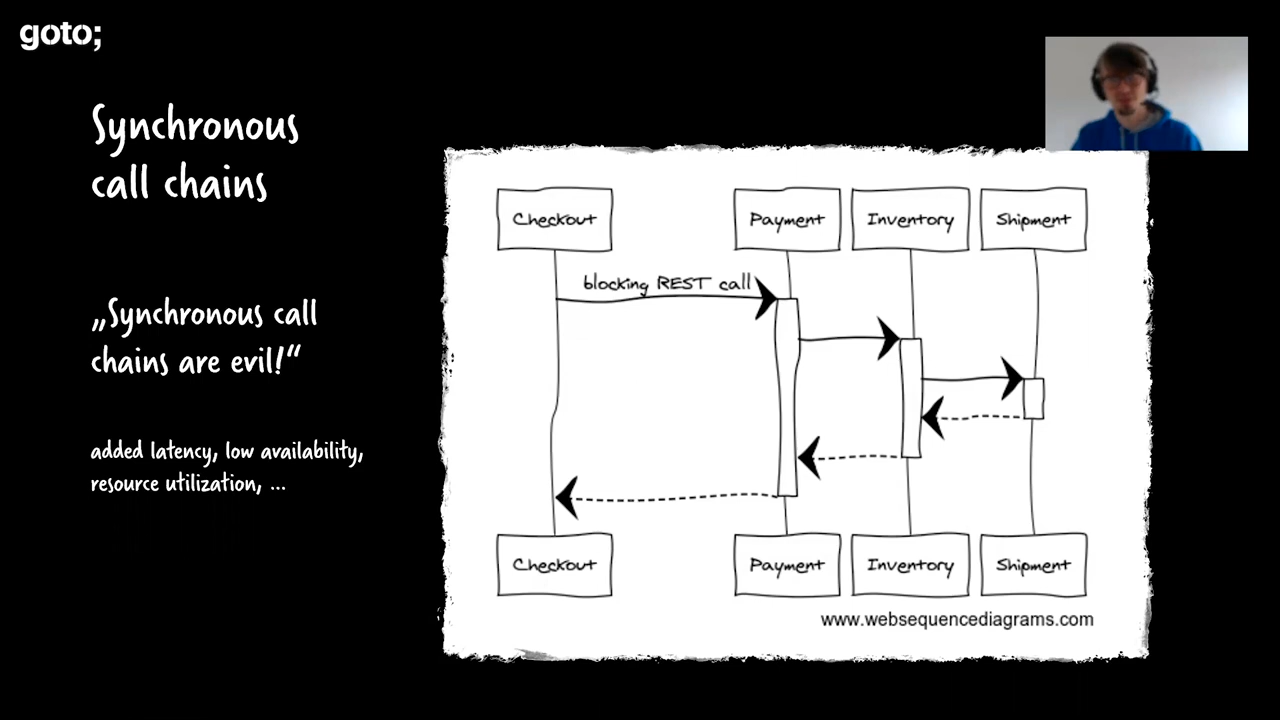 goto;
Synchronous
call chains
„Synchronous call
chains are evil!“
added latency, low availability,
resource utilization, ...
Checkout
Payment
Inventory
Shipment
blocking REST call
Checkout
Payment
Inventory
Shipment
www.websequencediagrams.com